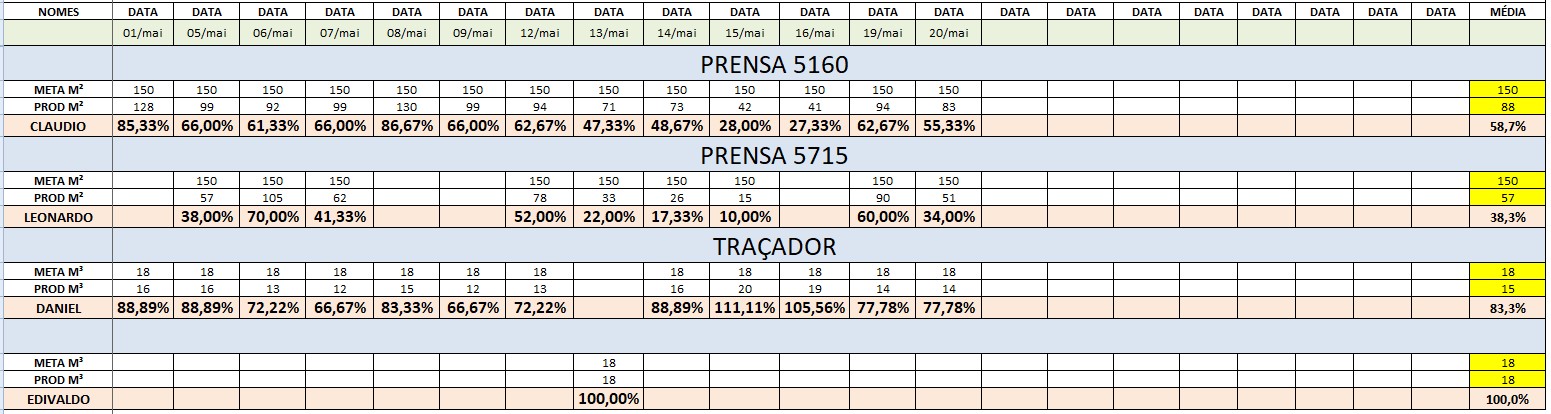 NOMES DATA DATA DATA DATA DATA DATA DATA DATA DATA DATA DATA DATA DATA DATA DATA DATA DATA DATA DATA DATA DATA MÉDIA
01/mai 05/mai 06/mai 07/mai 08/mai 09/mai 12/mai 13/mai 14/mai 15/mai 16/mai 19/mai 20/mai
PRENSA 5160
META M² 150 150 150 150 150 150 150 150 150 150 150 150 150 150
PROD M² 128 99 92 99 130 99 94 71 73 42 41 94 83 88
CLAUDIO 85,33% 66,00% 61,33% 66,00% 86,67% 66,00% 62,67% 47,33% 48,67% 28,00% 27,33% 62,67% 55,33% 58,7%
PRENSA 5715
META M² 150 150 150 150 150 150 150 150 150 150
PROD M² 57 105 62 78 33 26 15 90 51 57
LEONARDO 38,00% 70,00% 41,33% 52,00% 22,00% 17,33% 10,00% 60,00% 34,00% 38,3%
TRAÇADOR
META M³ 18 18 18 18 18 18 18 18 18 18 18 18 18
PROD M³ 16 16 13 12 15 12 13 16 20 19 14 14 15
DANIEL 88,89% 88,89% 72,22% 66,67% 83,33% 66,67% 72,22% 88,89% 111,11% 105,56% 77,78% 77,78% 83,3%
META M³ 18 18
PROD M³ 18 18
EDIVALDO 100,00% 100,0%